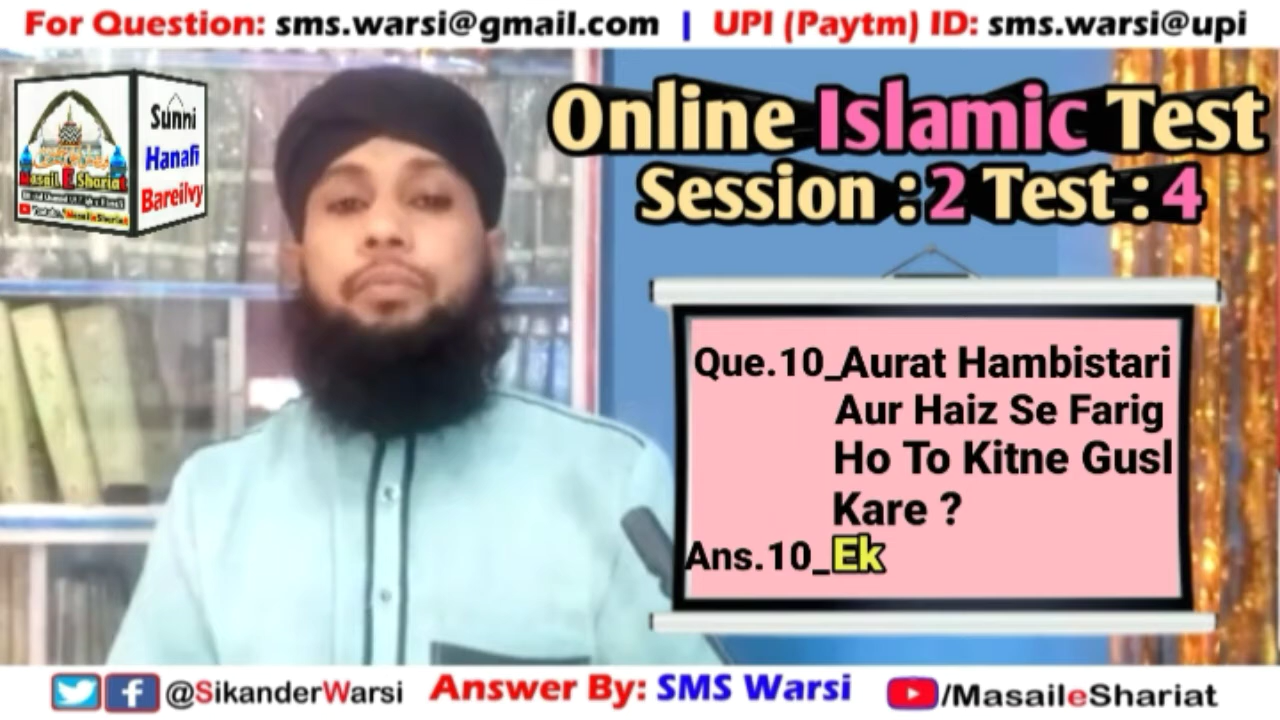 For Question: sms.warsi@gmail.com | UPI (Paytm) ID: sms.warsi@upi
Sunni
Hanafi
Bareilvy
Masail E Shariat
Online Islamic Test
Session : 2 Test : 4
Que.10_Aurat Hambistari
Aur Haiz Se Farig
Ho To Kitne Gusl
Kare ?
Ans.10_Ek
@SikanderWarsi Answer By: SMS Warsi /MasaileShariat